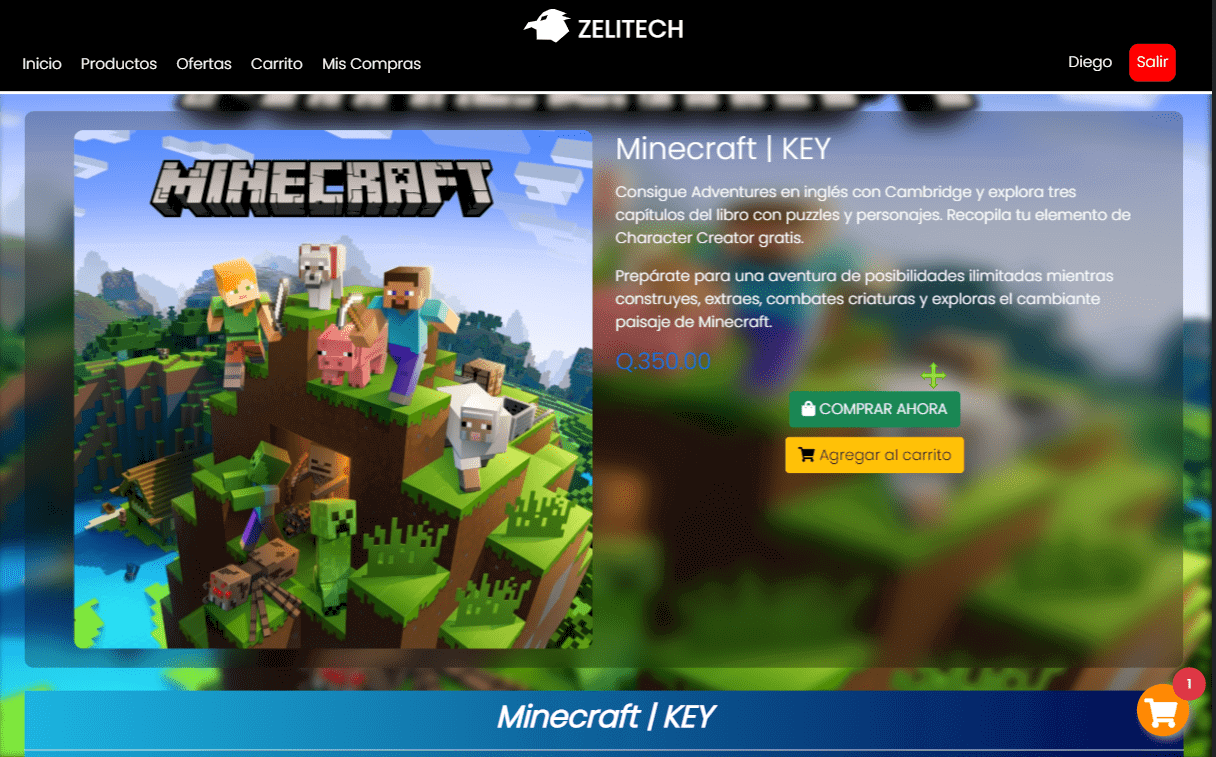 ZELITECH
Inicio Productos Ofertas Carrito Mis Compras Diego Salir
MINECRAFT
Minecraft | KEY
Consigue Adventures en inglés con Cambridge y explora tres
capítulos del libro con puzzles y personajes. Recopila tu elemento de
Character Creator gratis.
Prepárate para una aventura de posibilidades ilimitadas mientras
construyes, extraes, combates criaturas y exploras el cambiante
paisaje de Minecraft.
Q.350.00
COMPRAR AHORA
Agregar al carrito
1
Minecraft | KEY